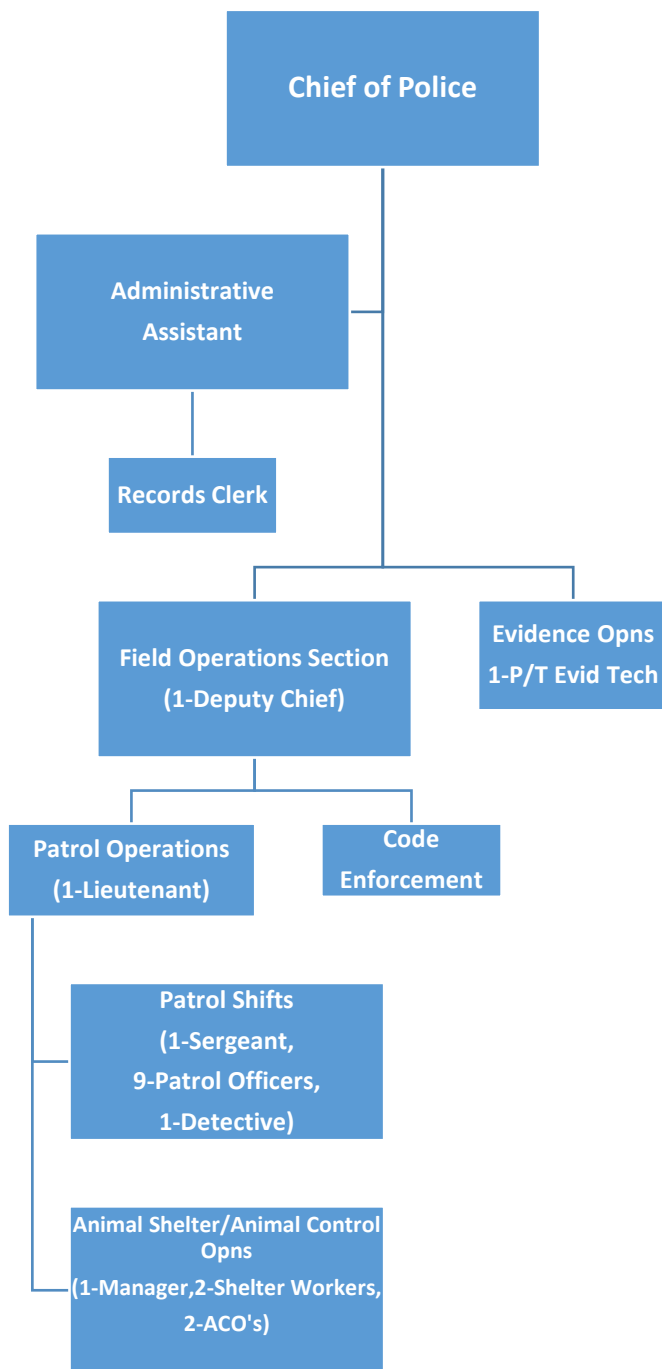 Chief of Police
Administrative
Assistant
Records Clerk
Field Operations Section
(1-Deputy Chief)
Evidence Opns
1-P/T Evid Tech
Patrol Operations
(1-Lieutenant)
Code
Enforcement
Patrol Shifts
(1-Sergeant,
9-Patrol Officers,
1-Detective)
Animal Shelter/Animal Control
Opns
(1-Manager,2-Shelter Workers,
2-ACO's)